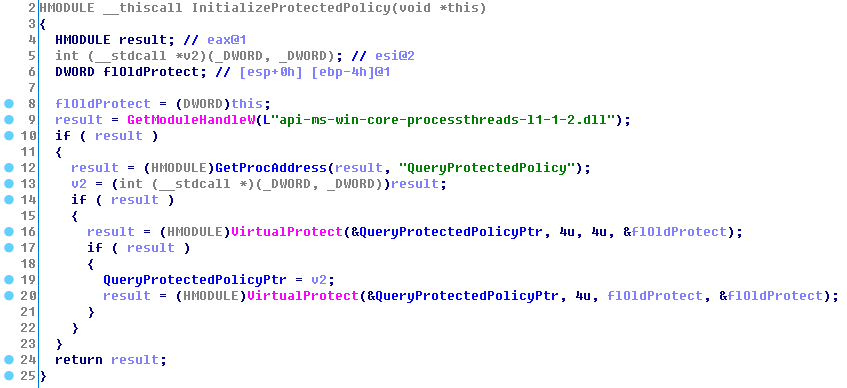 2 HMODULE __thiscall InitializeProtectedPolicy(void *this)
3 {
4   HMODULE result; // eax@1
5   int (__stdcall *v2)(_DWORD, _DWORD); // esi@2
6   DWORD flOldProtect; // [esp+0h] [ebp-4h]@1
7
8   flOldProtect = (DWORD)this;
9   result = GetModuleHandleW(L"api-ms-win-core-processthreads-l1-1-2.dll");
10   if ( result )
11   {
12     result = (HMODULE)GetProcAddress(result, "QueryProtectedPolicy");
13     v2 = (int (__stdcall *)(_DWORD, _DWORD))result;
14     if ( result )
15     {
16       result = (HMODULE)VirtualProtect(&QueryProtectedPolicyPtr, 4u, 4u, &flOldProtect);
17       if ( result )
18       {
19         QueryProtectedPolicyPtr = v2;
20         result = (HMODULE)VirtualProtect(&QueryProtectedPolicyPtr, 4u, flOldProtect, &flOldProtect);
21       }
22     }
23   }
24   return result;
25 }